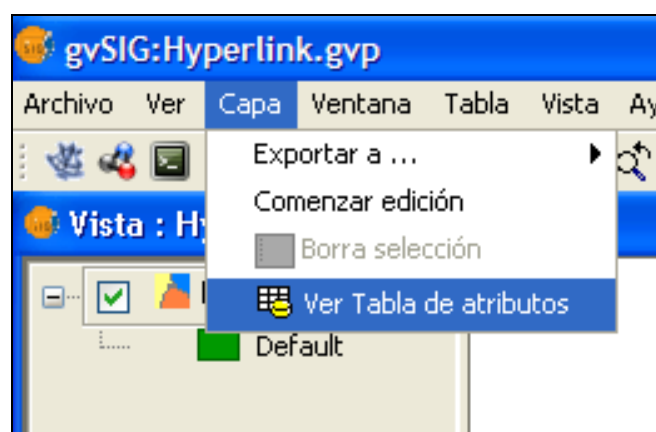 gvSIG:Hyperlink.gvp
Archivo Ver Capa Ventana Tabla Vista
Exportar a ...
Comenzar edición
Vista : H
Borra selección
Ver Tabla de atributos
Default